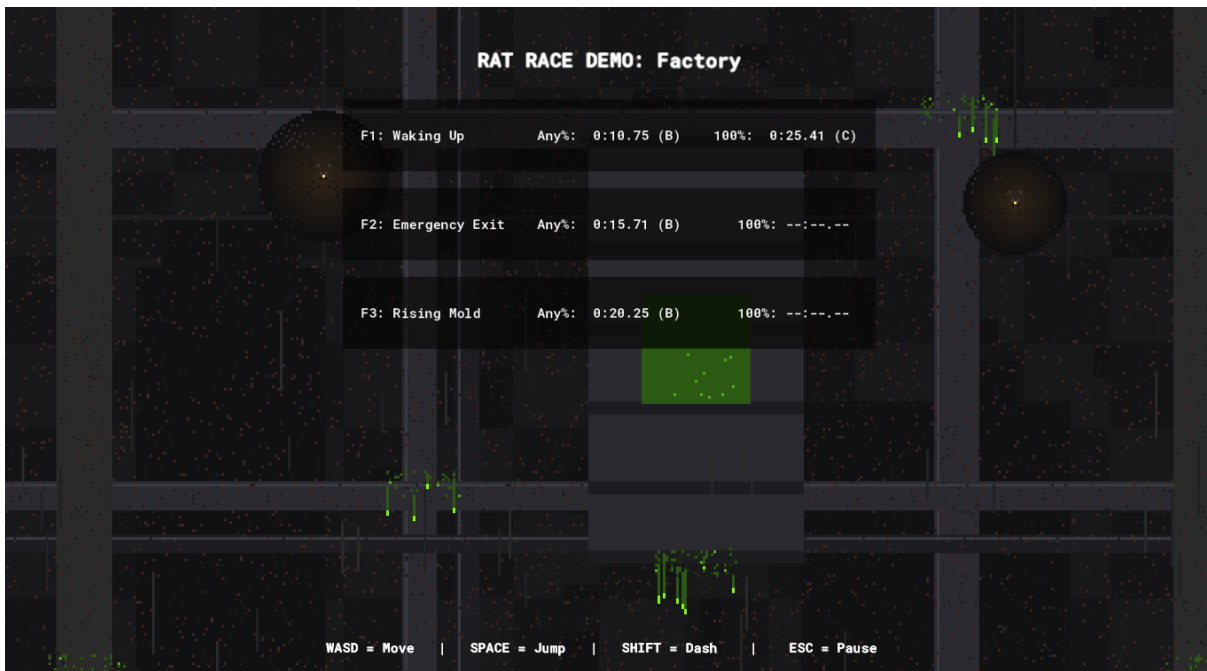 RAT RACE DEMO: Factory
F1: Waking Up Any%: 0:10.75 (B) 100%: 0:25.41 (C)
F2: Emergency Exit Any%: 0:15.71 (B) 100%: --:--.--
F3: Rising Mold Any%: 0:20.25 (B) 100%: --:--.--
WASD = Move | SPACE = Jump | SHIFT = Dash | ESC = Pause